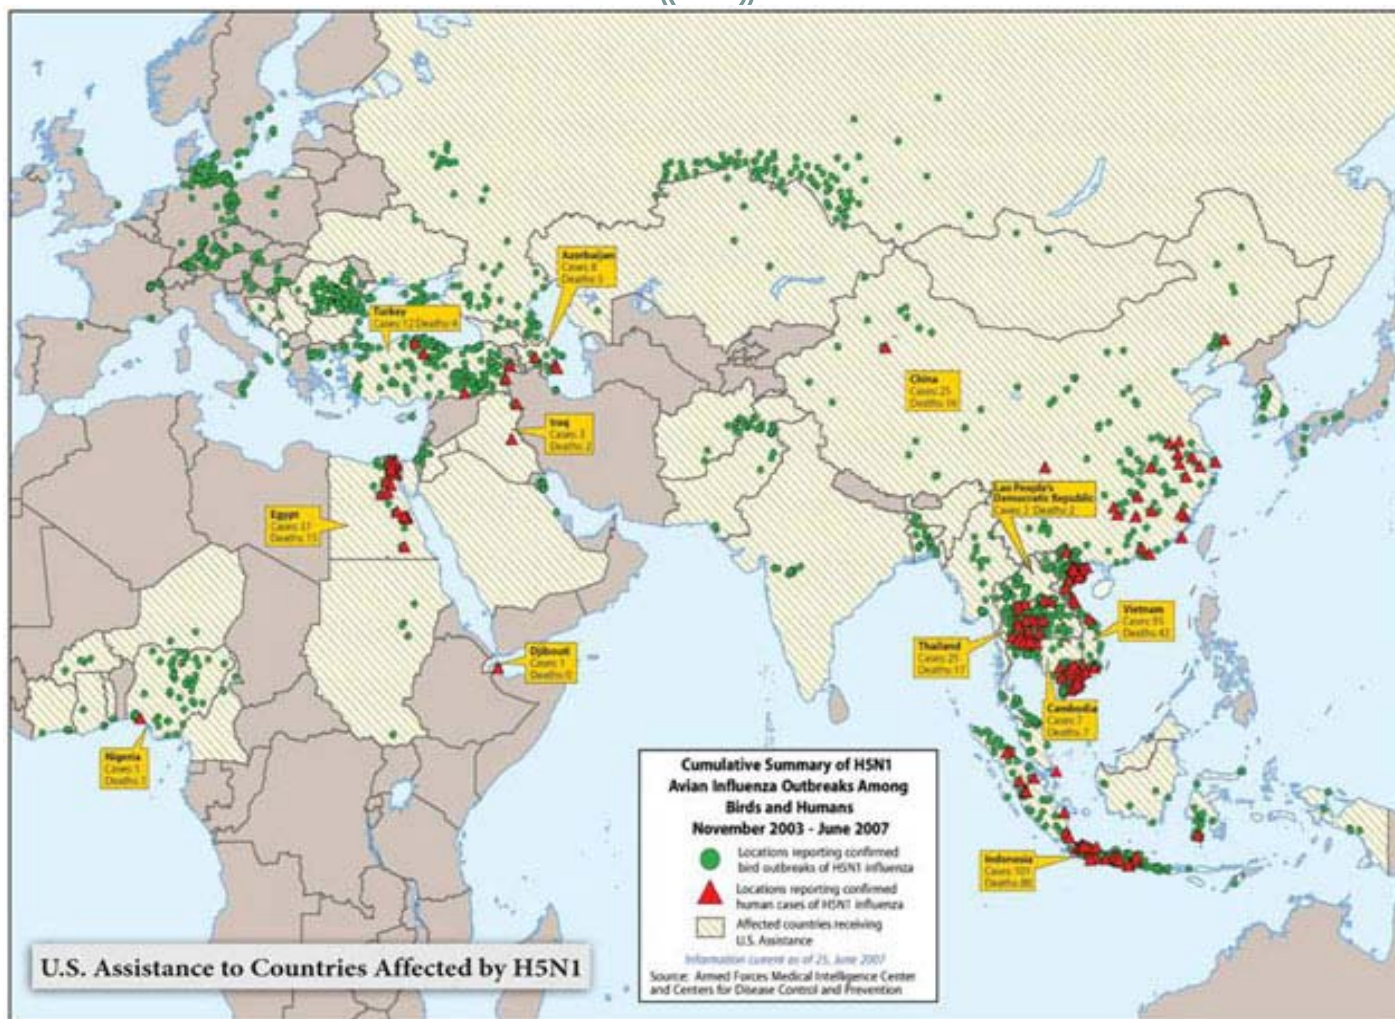 Azerbaijan
Cases 8
Deaths 5
Turkey
Cases 12 Deaths 4
China
Cases 25
Deaths 16
Iraq
Cases 3
Deaths 2
Lao People's
Democratic Republic
Cases 2 Deaths 2
Egypt
Cases 37
Deaths 15
Vietnam
Cases
Deaths 42
Thailand
Cases 25
Deaths 17
Djibouti
Cases 1
Deaths 0
Cambodia
Cases 7
Deaths 7
Nigeria
Cases 1
Deaths
Indonesia
Cases 101
Deaths 80
Cumulative Summary of H5N1
Avian Influenza Outbreaks Among
Birds and Humans
November 2003 - June 2007
Locations reporting confirmed
bird outbreaks of H5N1 influenza
Locations reporting confirmed
human cases of H5N1 influenza
Affected countries receiving
U.S. Assistance
Information current as of 25, June 2007
Source: Armed Forces Medical Intelligence Center
and Centers for Disease Control and Prevention
U.S. Assistance to Countries Affected by H5N1